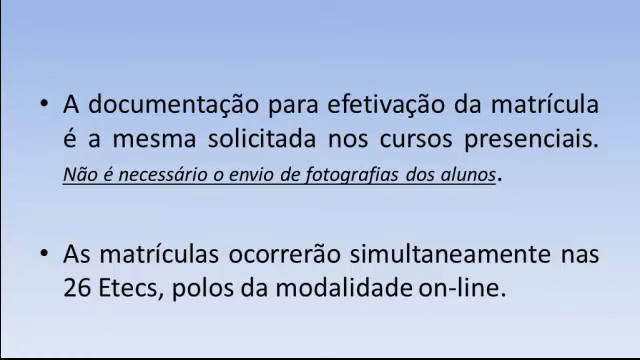 • A documentação para efetivação da matrícula
é a mesma solicitada nos cursos presenciais.
Não é necessário o envio de fotografias dos alunos.
• As matrículas ocorrerão simultaneamente nas
26 Etecs, polos da modalidade on-line.